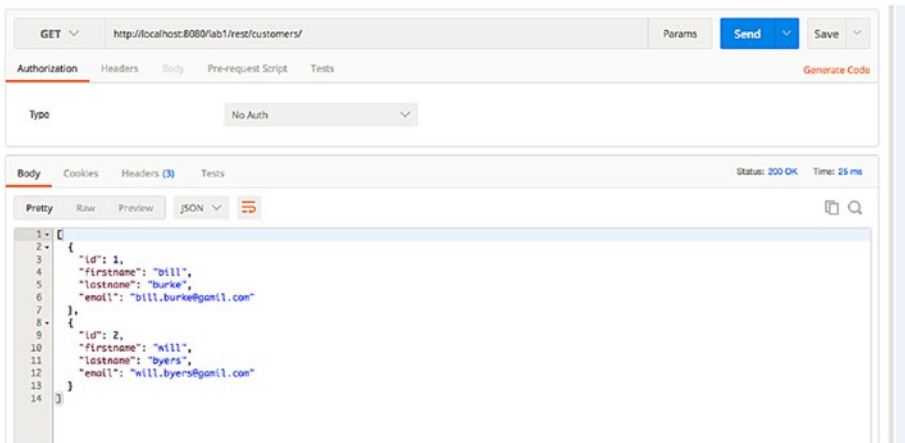 GET http://localhost:8080/lab1/rest/customers/ Params Send Save
Authorization Headers Body Pre-request Script Tests Generate Code
Type No Auth
Body Cookies Headers (3) Tests Status: 200 OK Time: 25 ms
Pretty Raw Preview JSON
1 [
2 {
3 "id": 1,
4 "firstname": "bill",
5 "lastname": "burke",
6 "email": "bill.burke@gamil.com"
7 },
8 {
9 "id": 2,
10 "firstname": "will",
11 "lastname": "byers",
12 "email": "will.byers@gamil.com"
13 }
14 ]